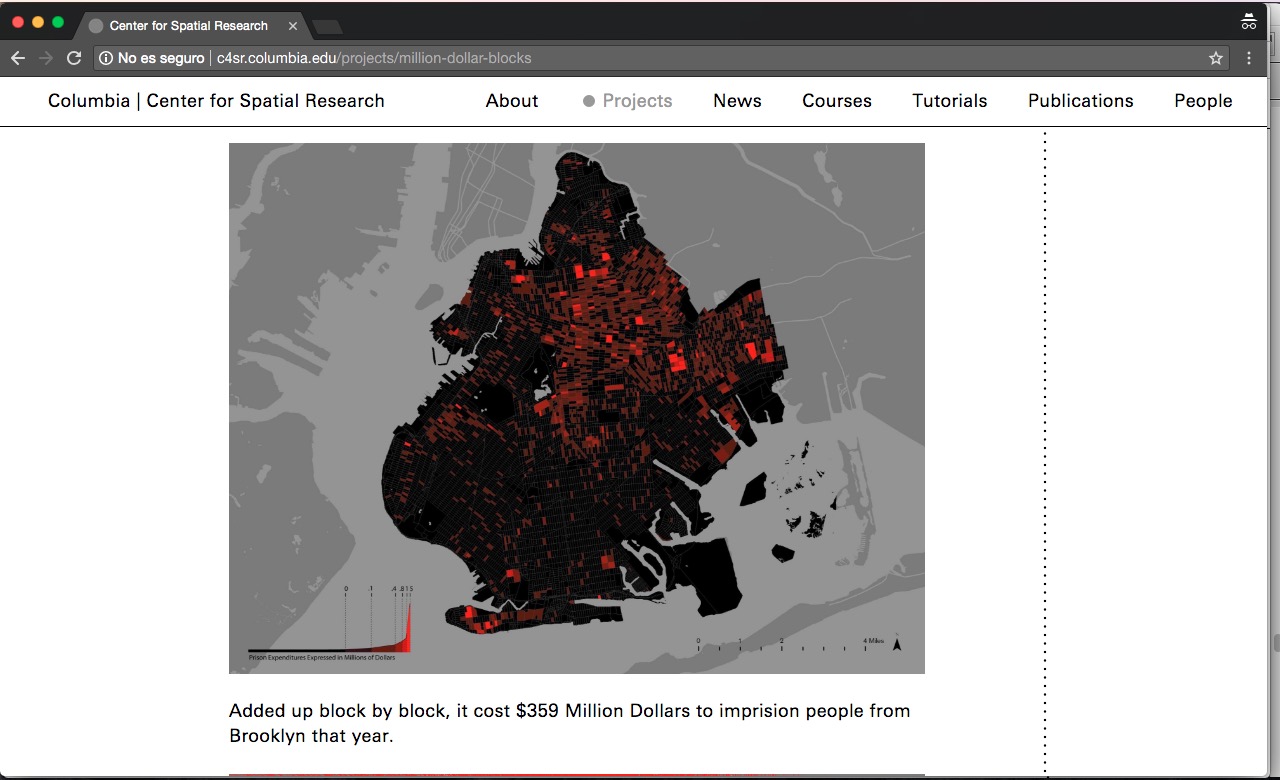 Center for Spatial Research
No es seguro | c4sr.columbia.edu/projects/million-dollar-blocks
Columbia | Center for Spatial Research
About
Projects
News
Courses
Tutorials
Publications
People
0 .1 .4 .8 1 5
Prison Expenditures Expressed in Millions of Dollars
0 1 2 4 Miles
Added up block by block, it cost $359 Million Dollars to imprision people from
Brooklyn that year.